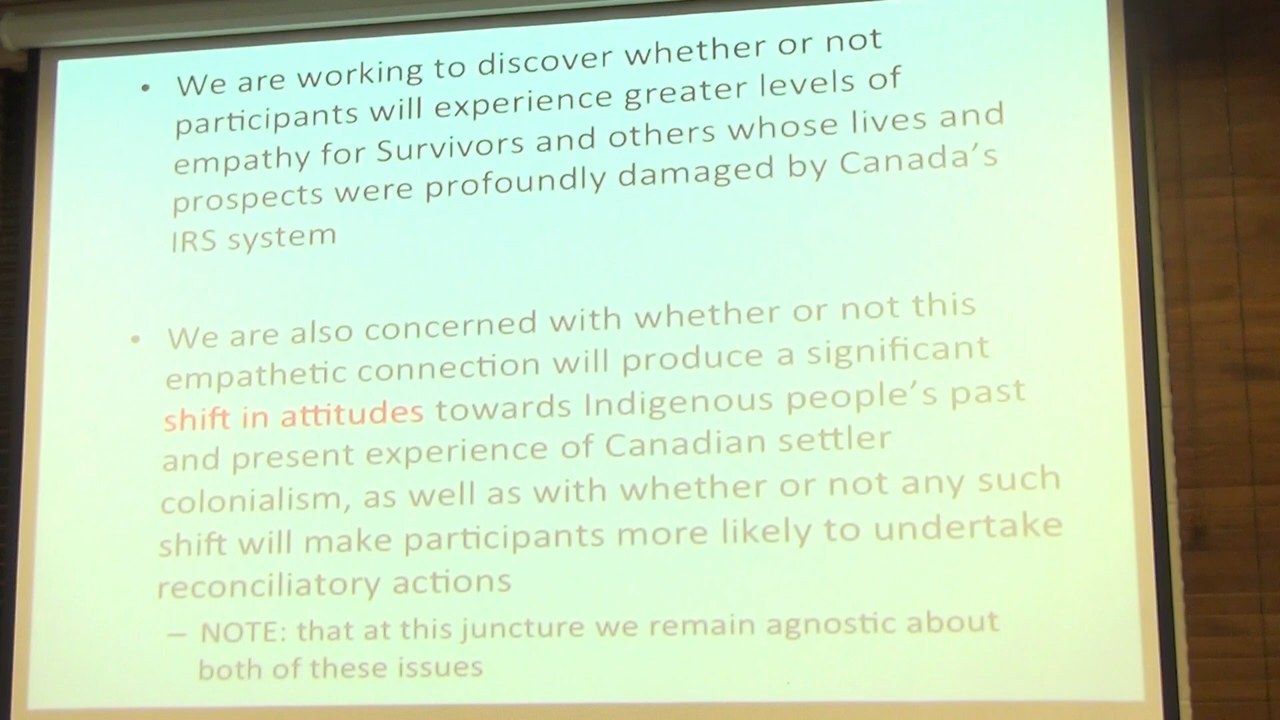 • We are working to discover whether or not
participants will experience greater levels of
empathy for Survivors and others whose lives and
prospects were profoundly damaged by Canada's
IRS system
• We are also concerned with whether or not this
empathetic connection will produce a significant
shift in attitudes towards Indigenous people's past
and present experience of Canadian settler
colonialism, as well as with whether or not any such
shift will make participants more likely to undertake
reconciliatory actions
– NOTE: that at this juncture we remain agnostic about
both of these issues